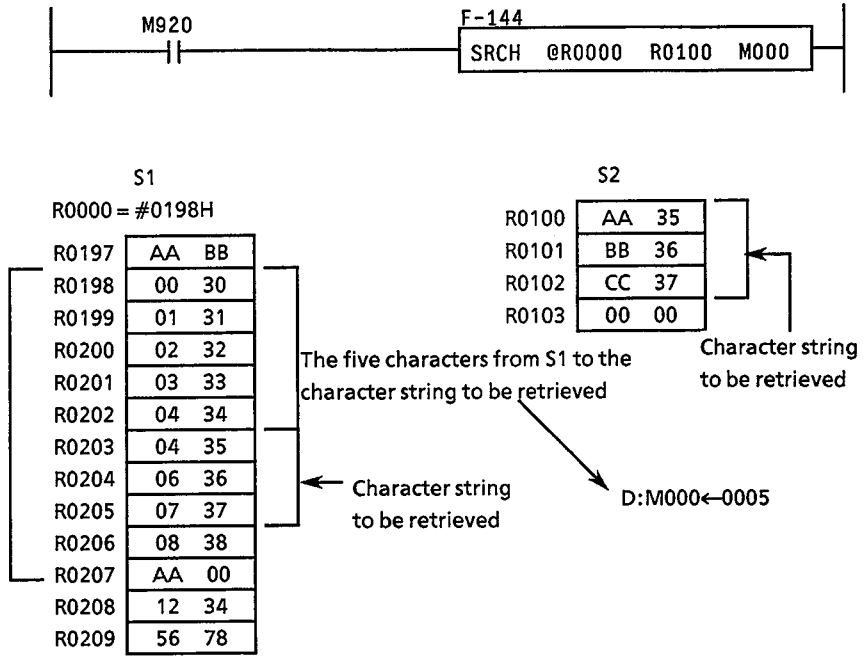 M920
F-144
SRCH @R0000 R0100 M000
S1
R0000 = #0198H
R0197 AA BB
R0198 00 30
R0199 01 31
R0200 02 32
R0201 03 33
R0202 04 34
R0203 04 35
R0204 06 36
R0205 07 37
R0206 08 38
R0207 AA 00
R0208 12 34
R0209 56 78
The five characters from S1 to the
character string to be retrieved
Character string
to be retrieved
S2
R0100 AA 35
R0101 BB 36
R0102 CC 37
R0103 00 00
Character string
to be retrieved
D:M000←0005